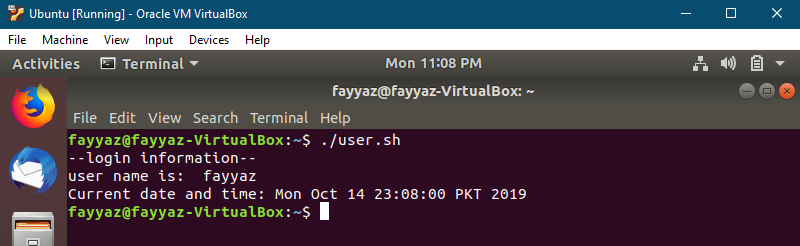 Ubuntu [Running] - Oracle VM VirtualBox
File Machine View Input Devices Help
Activities Terminal Mon 11:08 PM
fayyaz@fayyaz-VirtualBox: ~
File Edit View Search Terminal Help
fayyaz@fayyaz-VirtualBox:~$ ./user.sh
--login information--
user name is:  fayyaz
Current date and time: Mon Oct 14 23:08:00 PKT 2019
fayyaz@fayyaz-VirtualBox:~$